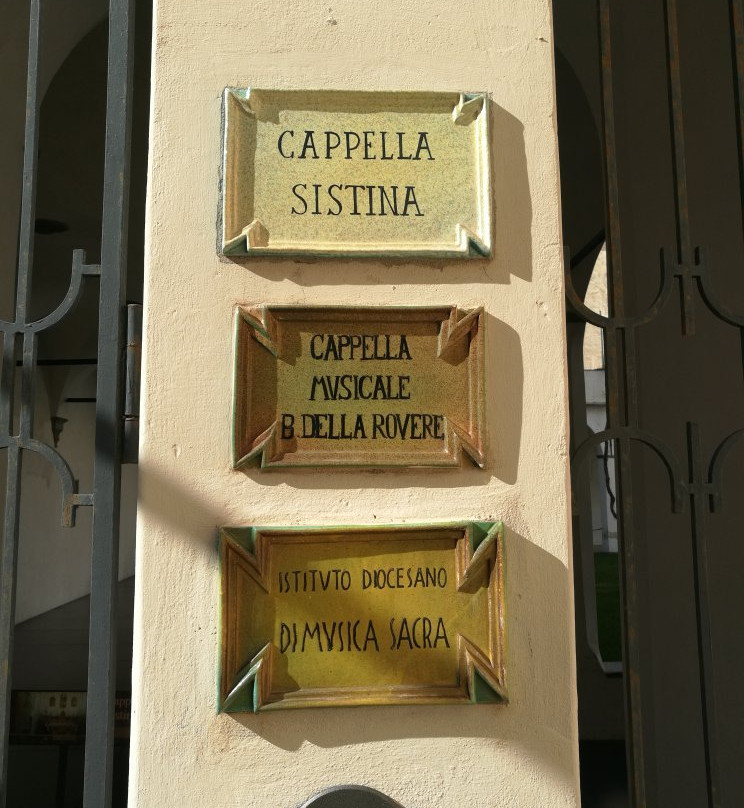 CAPPELLA
SISTINA
CAPPELLA
MVSICALE
B. DELLA ROVERE
ISTITVTO DIOCESANO
DI MVSICA SACRA